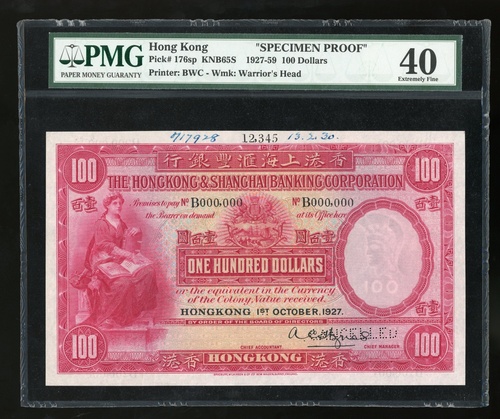 PMG
PAPER MONEY GUARANTY
Hong Kong "SPECIMEN PROOF"
Pick# 176sp KNB65S 1927-59 100 Dollars
Printer: BWC - Wmk: Warrior's Head
40
Extremely Fine
717928 12,345 13.2.30.
100 行銀豐滙海上港香 100
THE HONGKONG & SHANGHAI BANKING CORPORATION
Promises to pay No B000,000 No B000,000
the Bearer on demand at its Office here
圓百壹 圓百壹
ONE HUNDRED DOLLARS
or the equivalent in the Currency
of the Colony, Value received.
HONGKONG 1ST OCTOBER, 1927.
BY ORDER OF THE BOARD OF DIRECTORS
CANCELLED
CHIEF ACCOUNTANT CHIEF MANAGER
100 港香 HONGKONG 港香 100
100